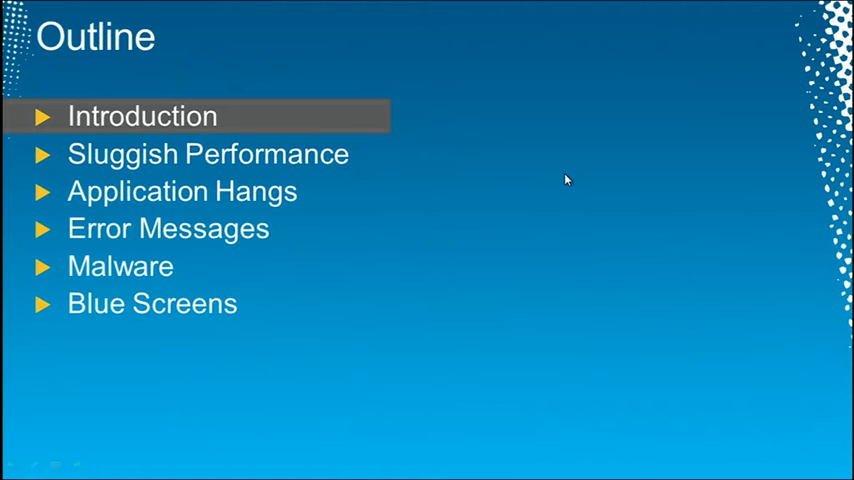 Outline
Introduction
Sluggish Performance
Application Hangs
Error Messages
Malware
Blue Screens